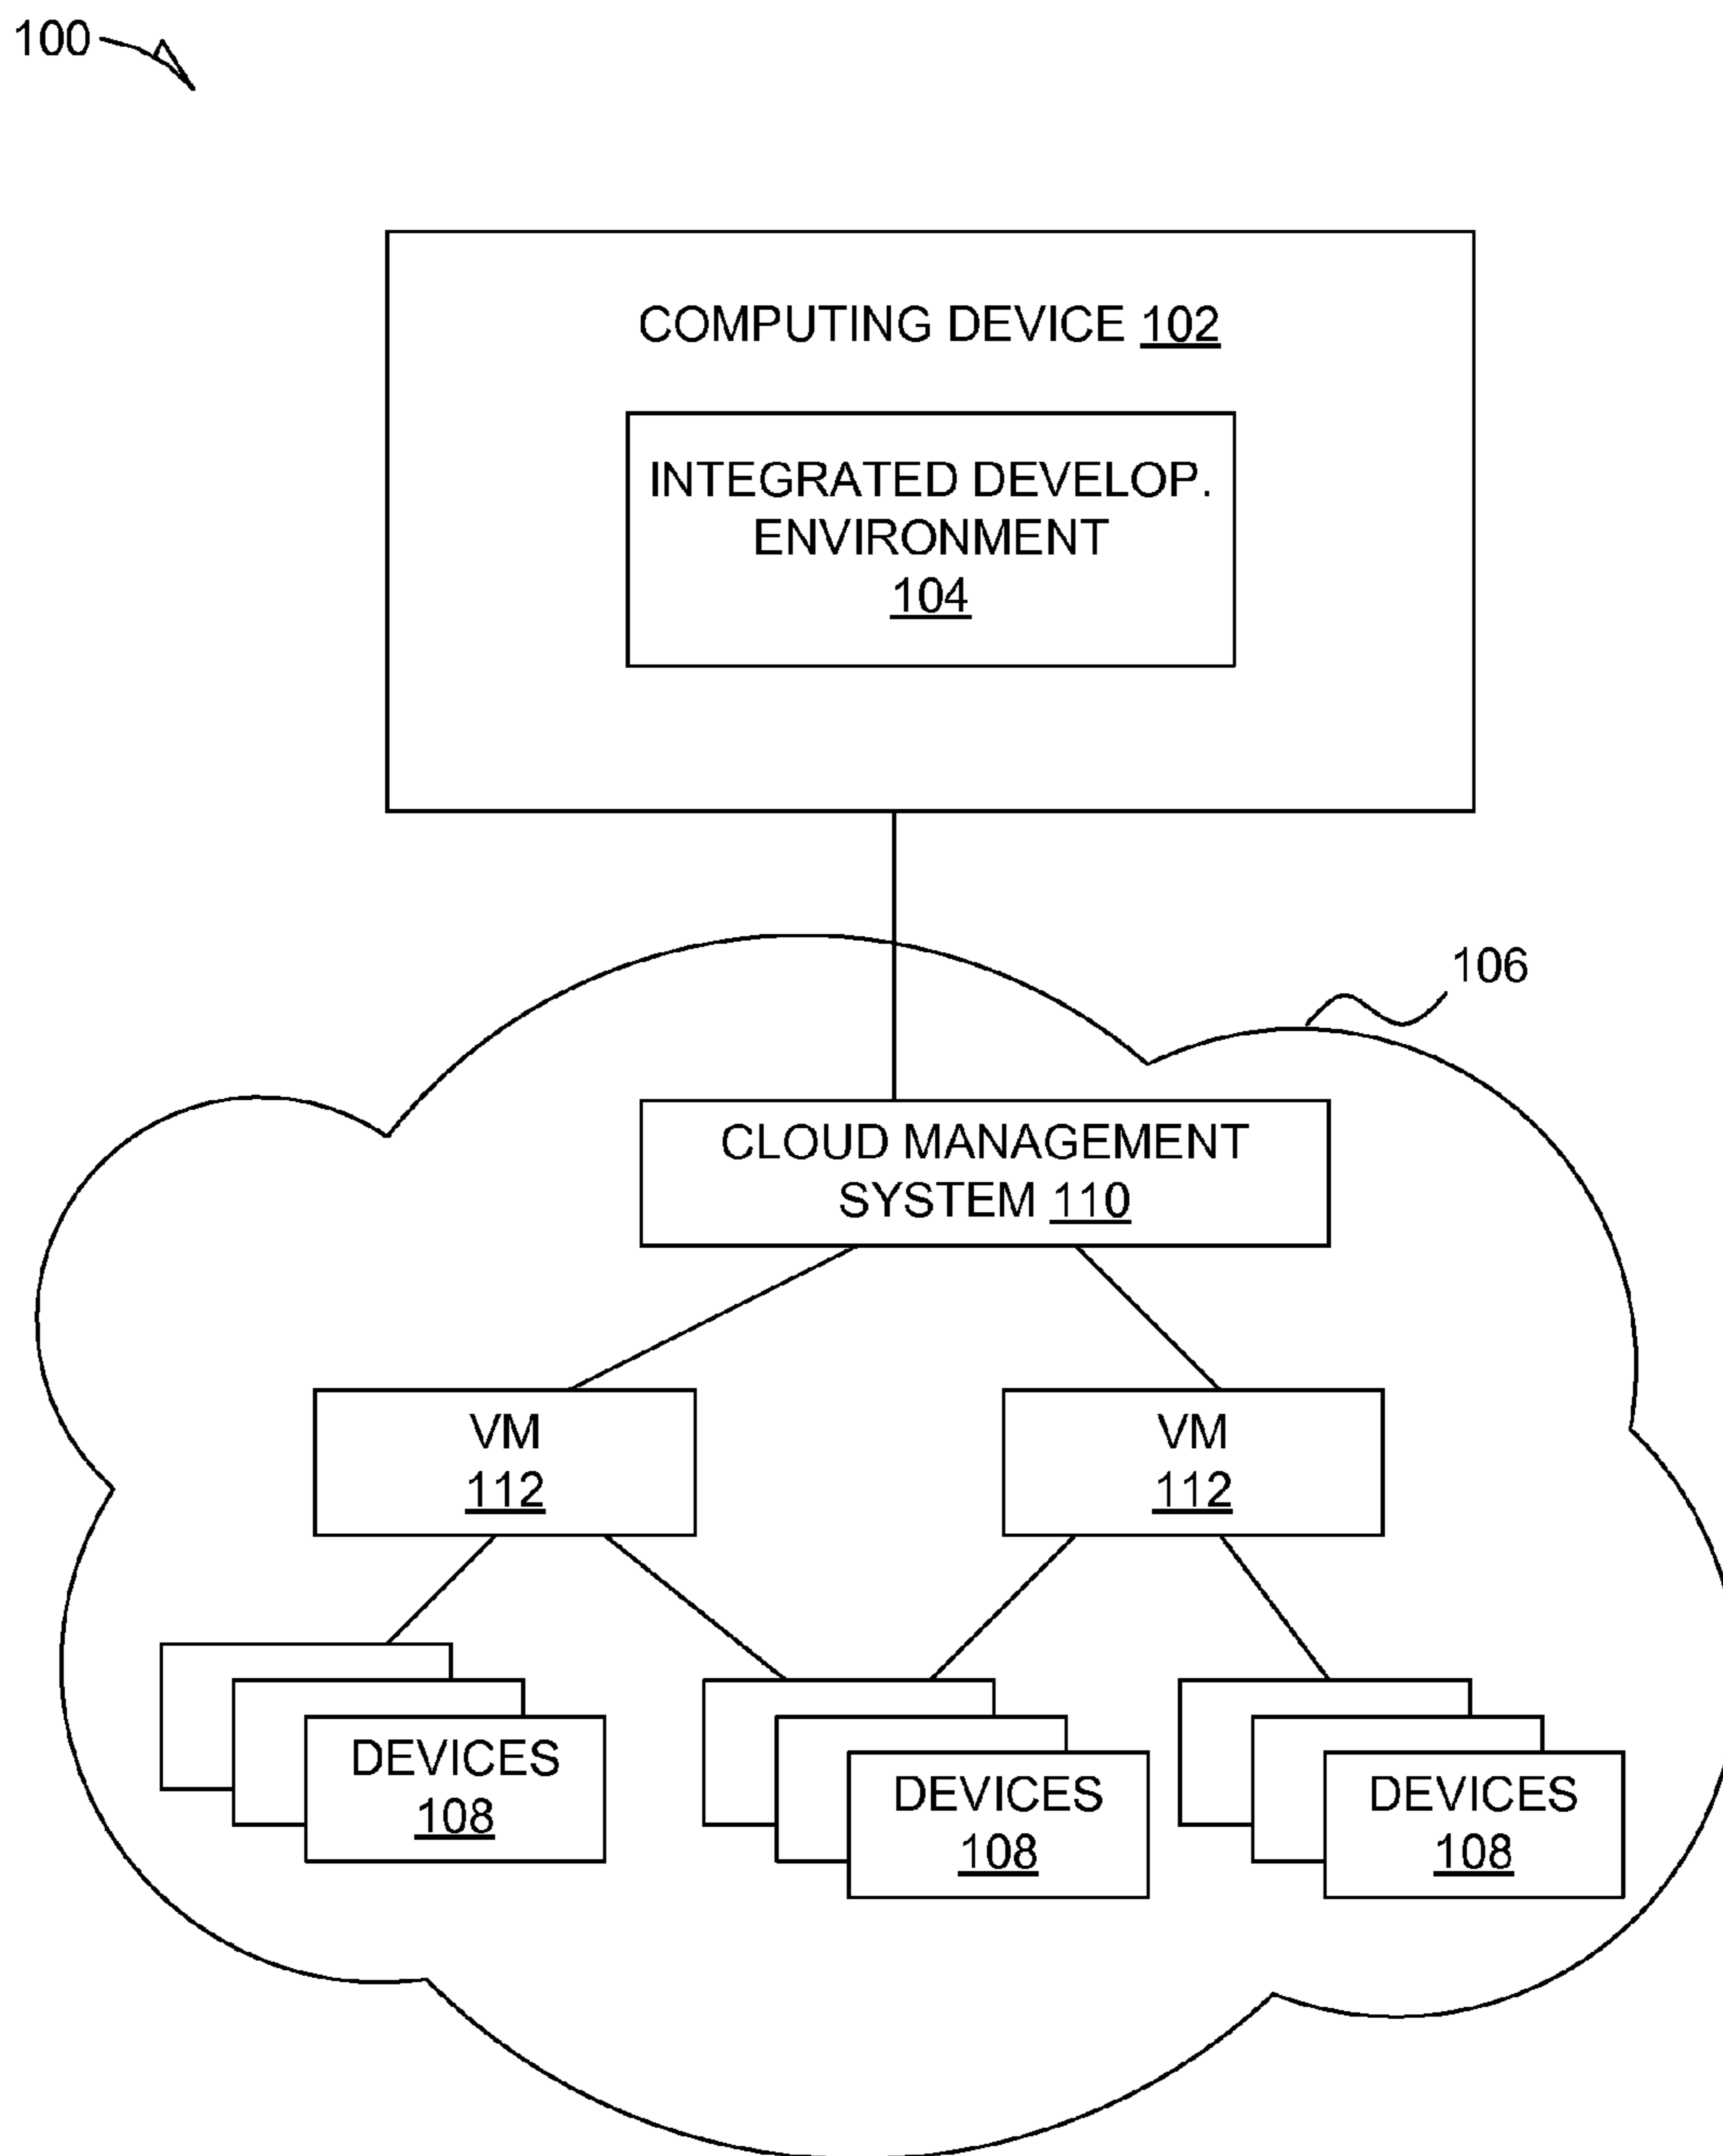 100
COMPUTING DEVICE 102
INTEGRATED DEVELOP.
ENVIRONMENT
104
106
CLOUD MANAGEMENT
SYSTEM 110
VM
112
VM
112
DEVICES
108
DEVICES
108
DEVICES
108